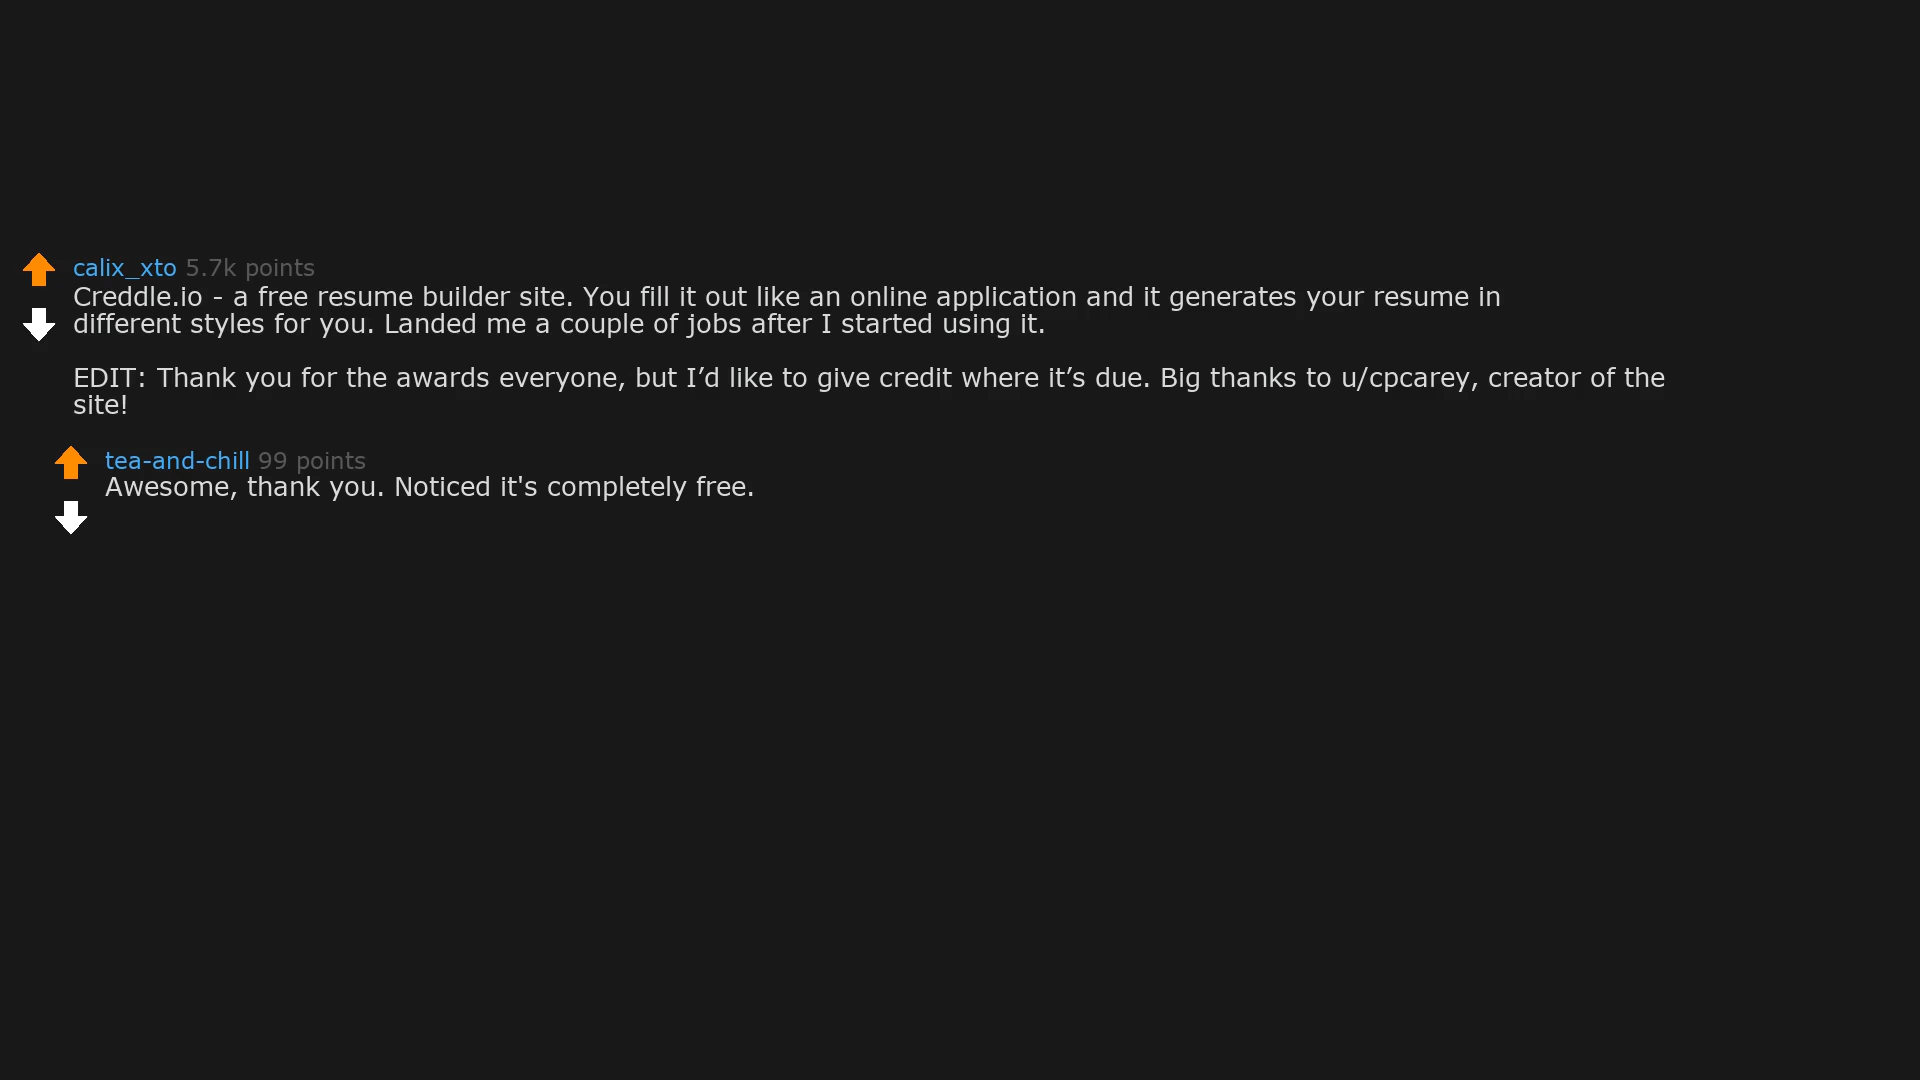 calix_xto 5.7k points
Creddle.io - a free resume builder site. You fill it out like an online application and it generates your resume in
different styles for you. Landed me a couple of jobs after I started using it.
EDIT: Thank you for the awards everyone, but I’d like to give credit where it’s due. Big thanks to u/cpcarey, creator of the
site!
tea-and-chill 99 points
Awesome, thank you. Noticed it's completely free.